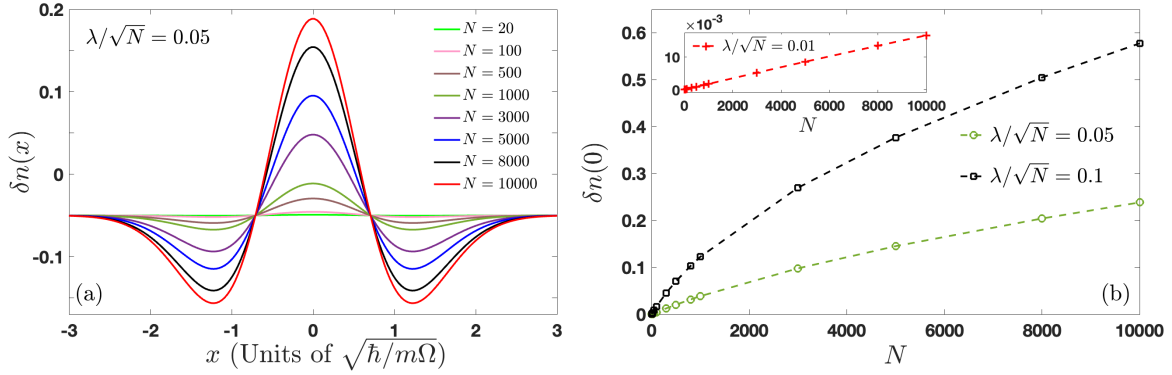 (a)
λ/√N = 0.05
N = 20
N = 100
N = 500
N = 1000
N = 3000
N = 5000
N = 8000
N = 10000
0.2
0.1
0
-0.1
δn(x)
-3
-2
-1
0
1
2
3
x (Units of √ħ/mΩ)
(b)
×10⁻³
λ/√N = 0.01
10
0
0
2000
4000
6000
8000
10000
N
λ/√N = 0.05
λ/√N = 0.1
0.6
0.5
0.4
0.3
0.2
0.1
0
δn(0)
0
2000
4000
6000
8000
10000
N